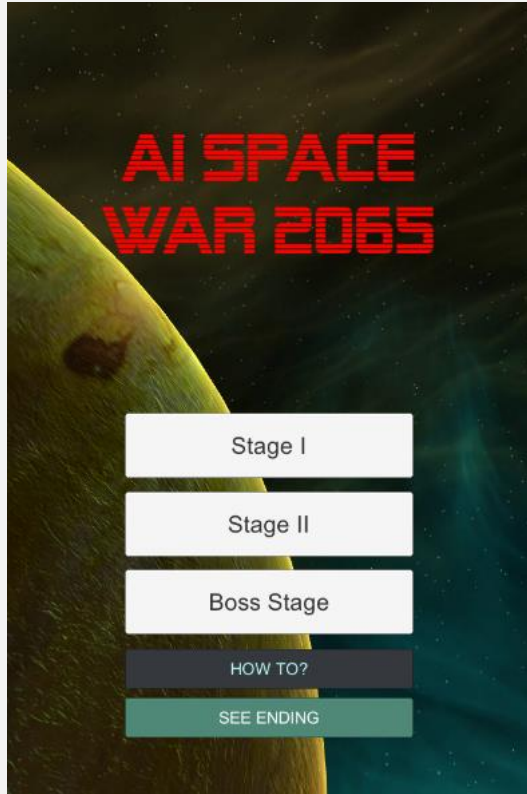 AI SPACE
WAR 2065
Stage I
Stage II
Boss Stage
HOW TO?
SEE ENDING